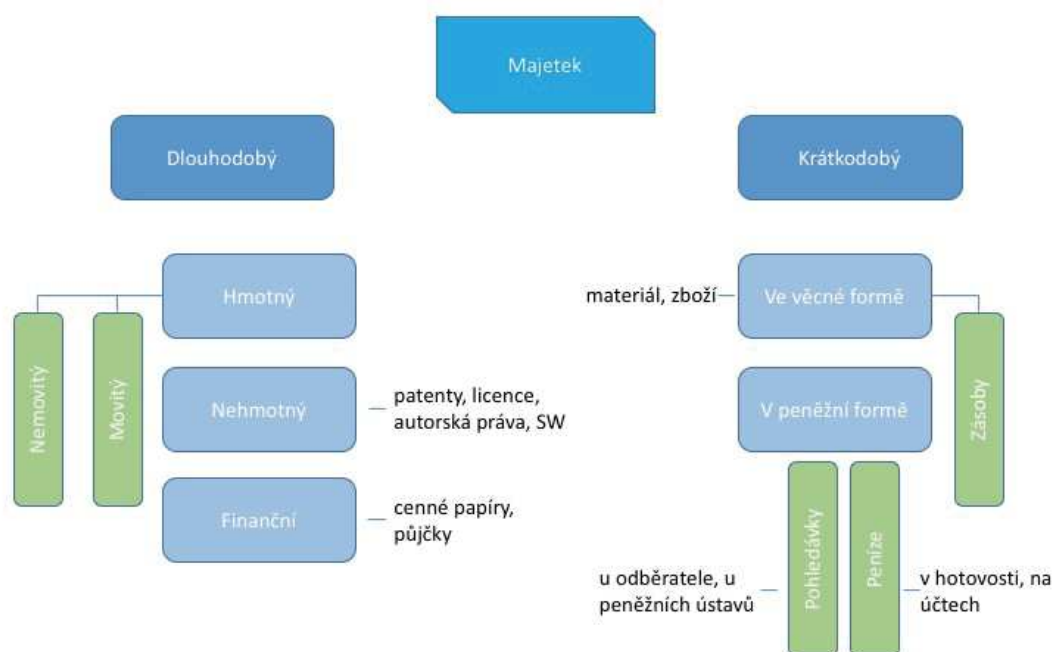 Majetek
Dlouhodobý
Krátkodobý
Hmotný
Nemovitý
Movitý
Nehmotný
patenty, licence,
autorská práva, SW
Finanční
cenné papíry,
půjčky
materiál, zboží
Ve věcné formě
Zásoby
V peněžní formě
Pohledávky
Peníze
u odběratele, u
peněžních ústavů
v hotovosti, na
účtech